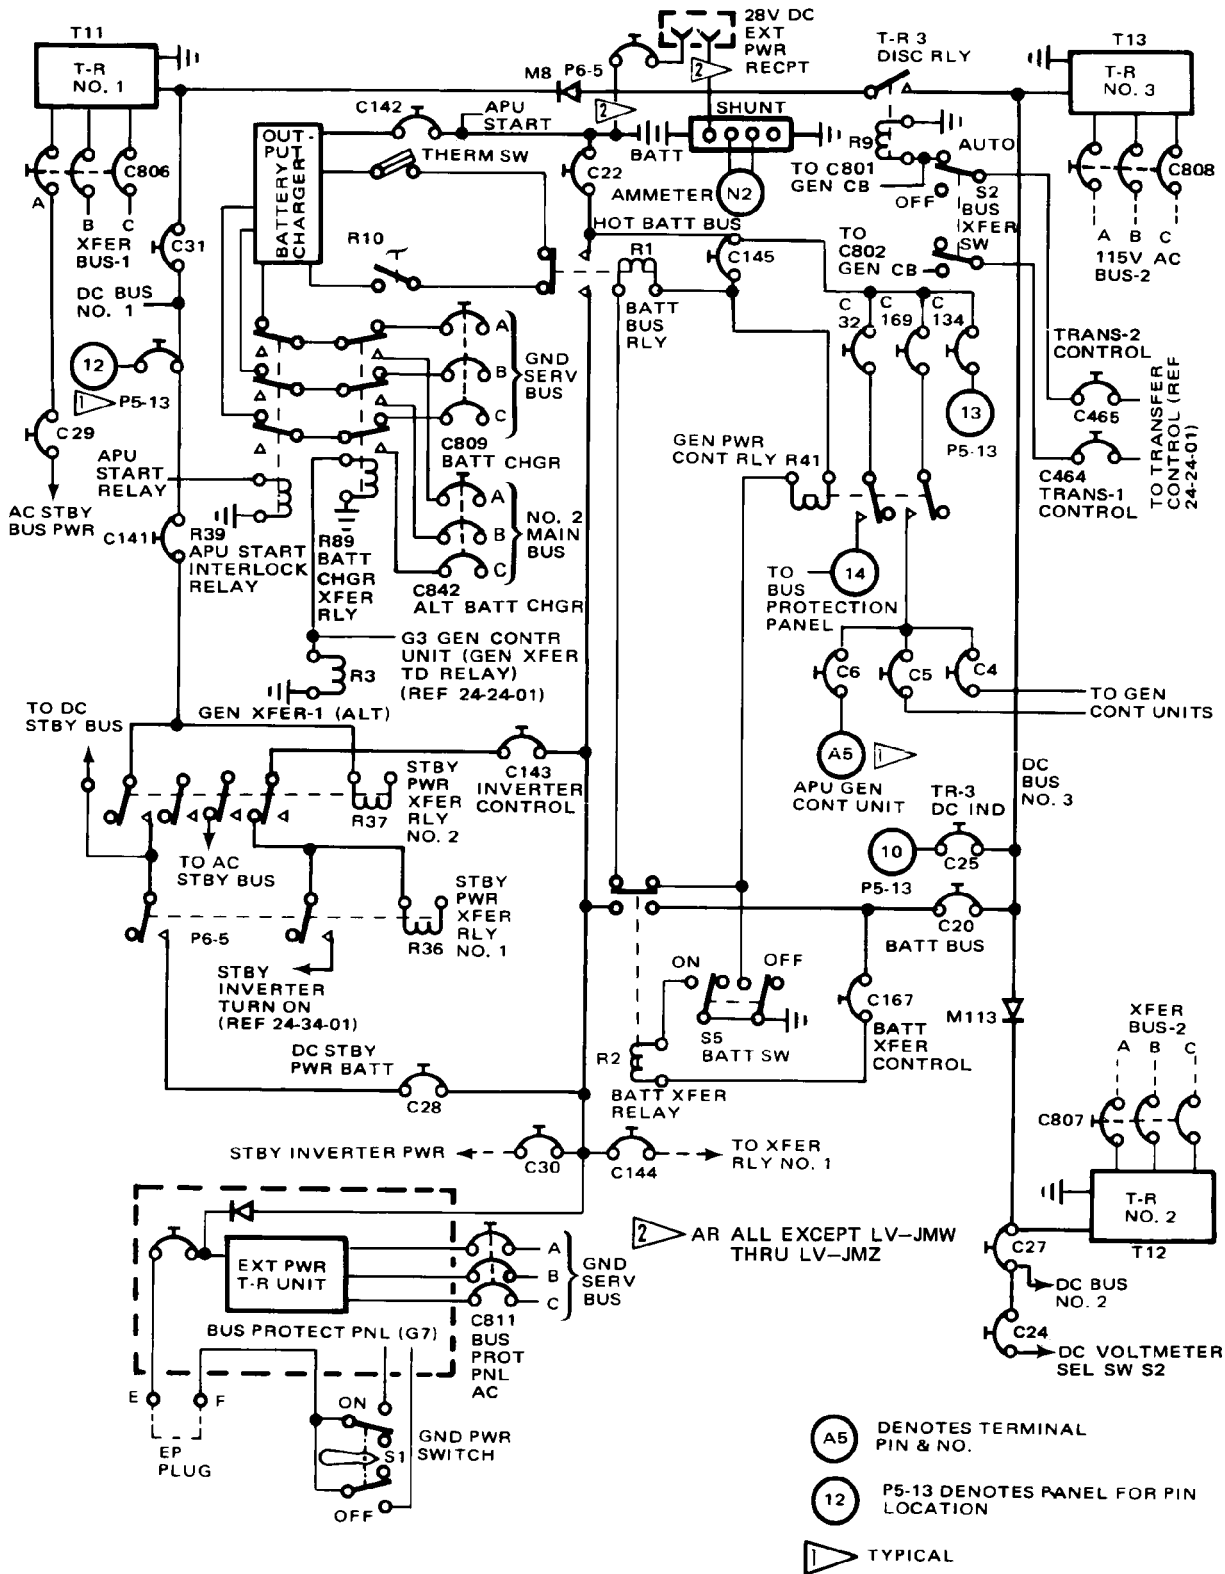 T11
T-R
NO. 1
M8
P6-5
28V DC
EXT
PWR
RECPT
2
2
T-R 3
DISC RLY
T13
T-R
NO. 3
C142
APU
START
THERM SW
OUT-
PUT
BATTERY
CHARGER
BATT
SHUNT
AMMETER
N2
R9
AUTO
TO C801
GEN CB
OFF
S2
BUS
XFER
SW
C808
A
B
C
115V AC
BUS-2
C806
A
B
C
XFER
BUS-1
C31
C22
HOT BATT BUS
TO
C802
GEN CB
R10
R1
BATT
BUS
RLY
C145
DC BUS
NO. 1
12
1
P5-13
C29
AC STBY
BUS PWR
A
B
C
GND
SERV
BUS
C809
BATT CHGR
C
32
C
169
C
134
13
P5-13
TRANS-2
CONTROL
C465
C464
TRANS-1
CONTROL
TO TRANSFER
CONTROL (REF
24-24-01)
GEN PWR
CONT RLY
R41
APU
START
RELAY
C141
R39
APU START
INTERLOCK
RELAY
R89
BATT
CHGR
XFER
RLY
A
B
C
NO. 2
MAIN
BUS
C842
ALT BATT CHGR
TO
BUS
PROTECTION
PANEL
14
G3 GEN CONTR
UNIT (GEN XFER
TD RELAY)
(REF 24-24-01)
R3
GEN XFER-1 (ALT)
C6
C5
C4
TO GEN
CONT UNITS
A5
1
APU GEN
CONT UNIT
TO DC
STBY BUS
STBY
PWR
XFER
RLY
NO. 2
R37
C143
INVERTER
CONTROL
DC
BUS
NO. 3
TR-3
DC IND
10
C25
P5-13
TO AC
STBY BUS
STBY
PWR
XFER
RLY
NO. 1
R36
P6-5
C20
BATT BUS
STBY
INVERTER
TURN ON
(REF 24-34-01)
ON
OFF
S5
BATT SW
C167
BATT
XFER
CONTROL
M113
XFER
BUS-2
A
B
C
DC STBY
PWR BATT
C28
R2
BATT XFER
RELAY
C807
STBY INVERTER PWR
C30
C144
TO XFER
RLY NO. 1
T-R
NO. 2
T12
EXT PWR
T-R UNIT
A
B
C
GND
SERV
BUS
2
AR ALL EXCEPT LV-JMW
THRU LV-JMZ
C27
DC BUS
NO. 2
BUS PROTECT PNL (G7)
C811
BUS
PROT
PNL
AC
C24
DC VOLTMETER
SEL SW S2
E
F
EP
PLUG
ON
GND PWR
SWITCH
S1
OFF
A5
DENOTES TERMINAL
PIN & NO.
12
P5-13 DENOTES PANEL FOR PIN
LOCATION
1
TYPICAL